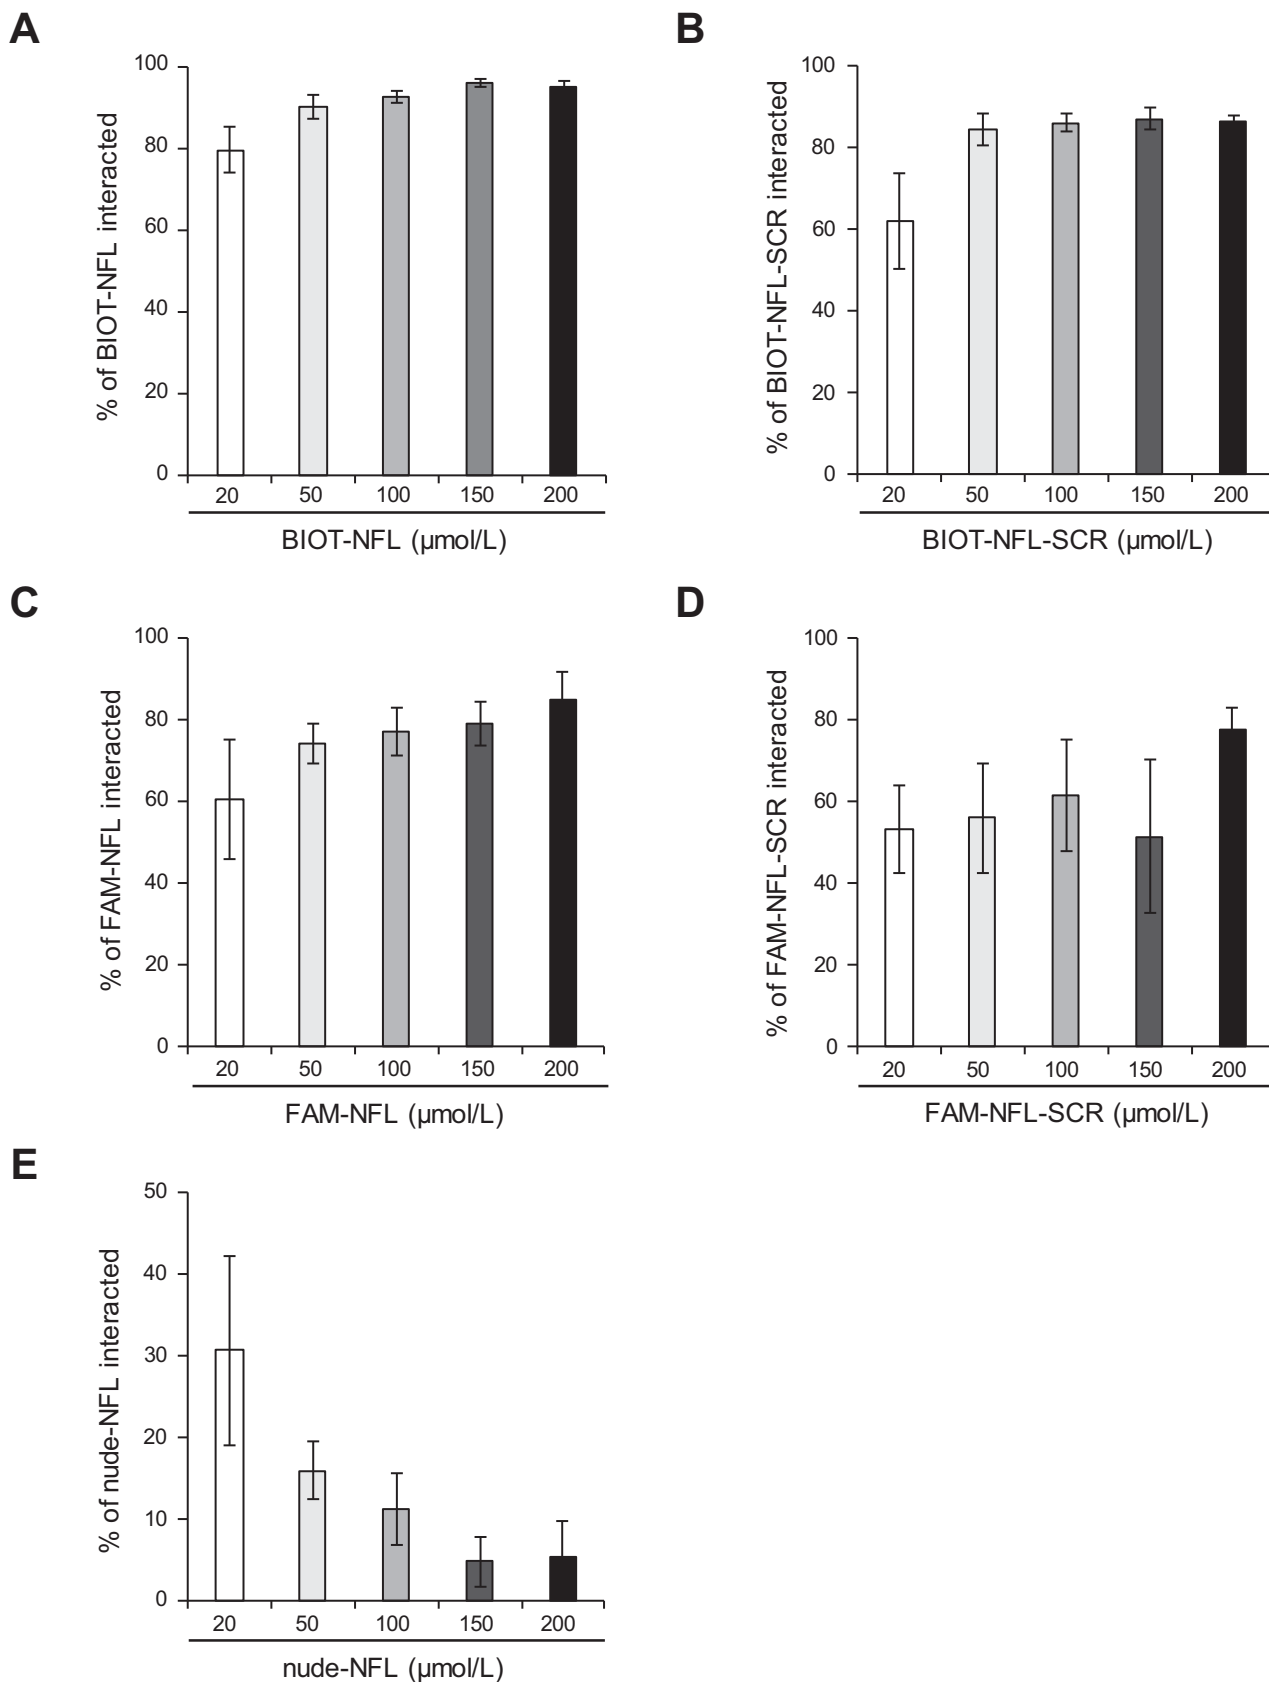 A
% of BIOT-NFL interacted
100
80
60
40
20
0
20 50 100 150 200
BIOT-NFL (µmol/L)
B
% of BIOT-NFL-SCR interacted
100
80
60
40
20
0
20 50 100 150 200
BIOT-NFL-SCR (µmol/L)
C
% of FAM-NFL interacted
100
80
60
40
20
0
20 50 100 150 200
FAM-NFL (µmol/L)
D
% of FAM-NFL-SCR interacted
100
80
60
40
20
0
20 50 100 150 200
FAM-NFL-SCR (µmol/L)
E
% of nude-NFL interacted
50
40
30
20
10
0
20 50 100 150 200
nude-NFL (µmol/L)